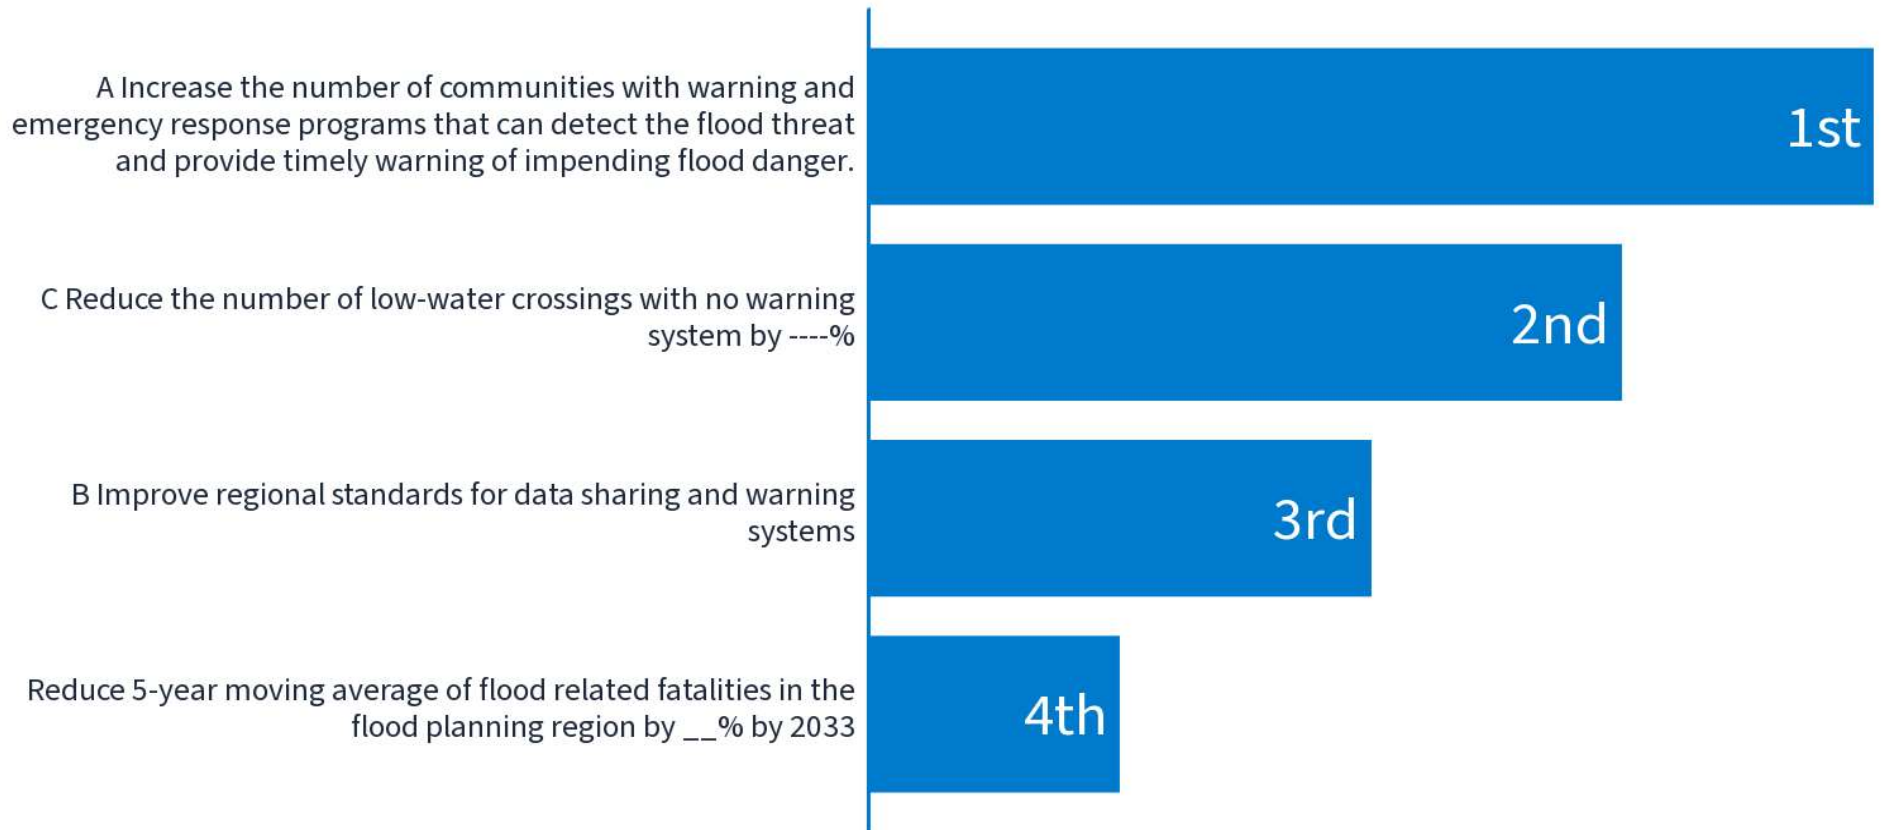 A Increase the number of communities with warning and
emergency response programs that can detect the flood threat
and provide timely warning of impending flood danger.
1st
C Reduce the number of low-water crossings with no warning
system by ----%
2nd
B Improve regional standards for data sharing and warning
systems
3rd
Reduce 5-year moving average of flood related fatalities in the
flood planning region by __% by 2033
4th